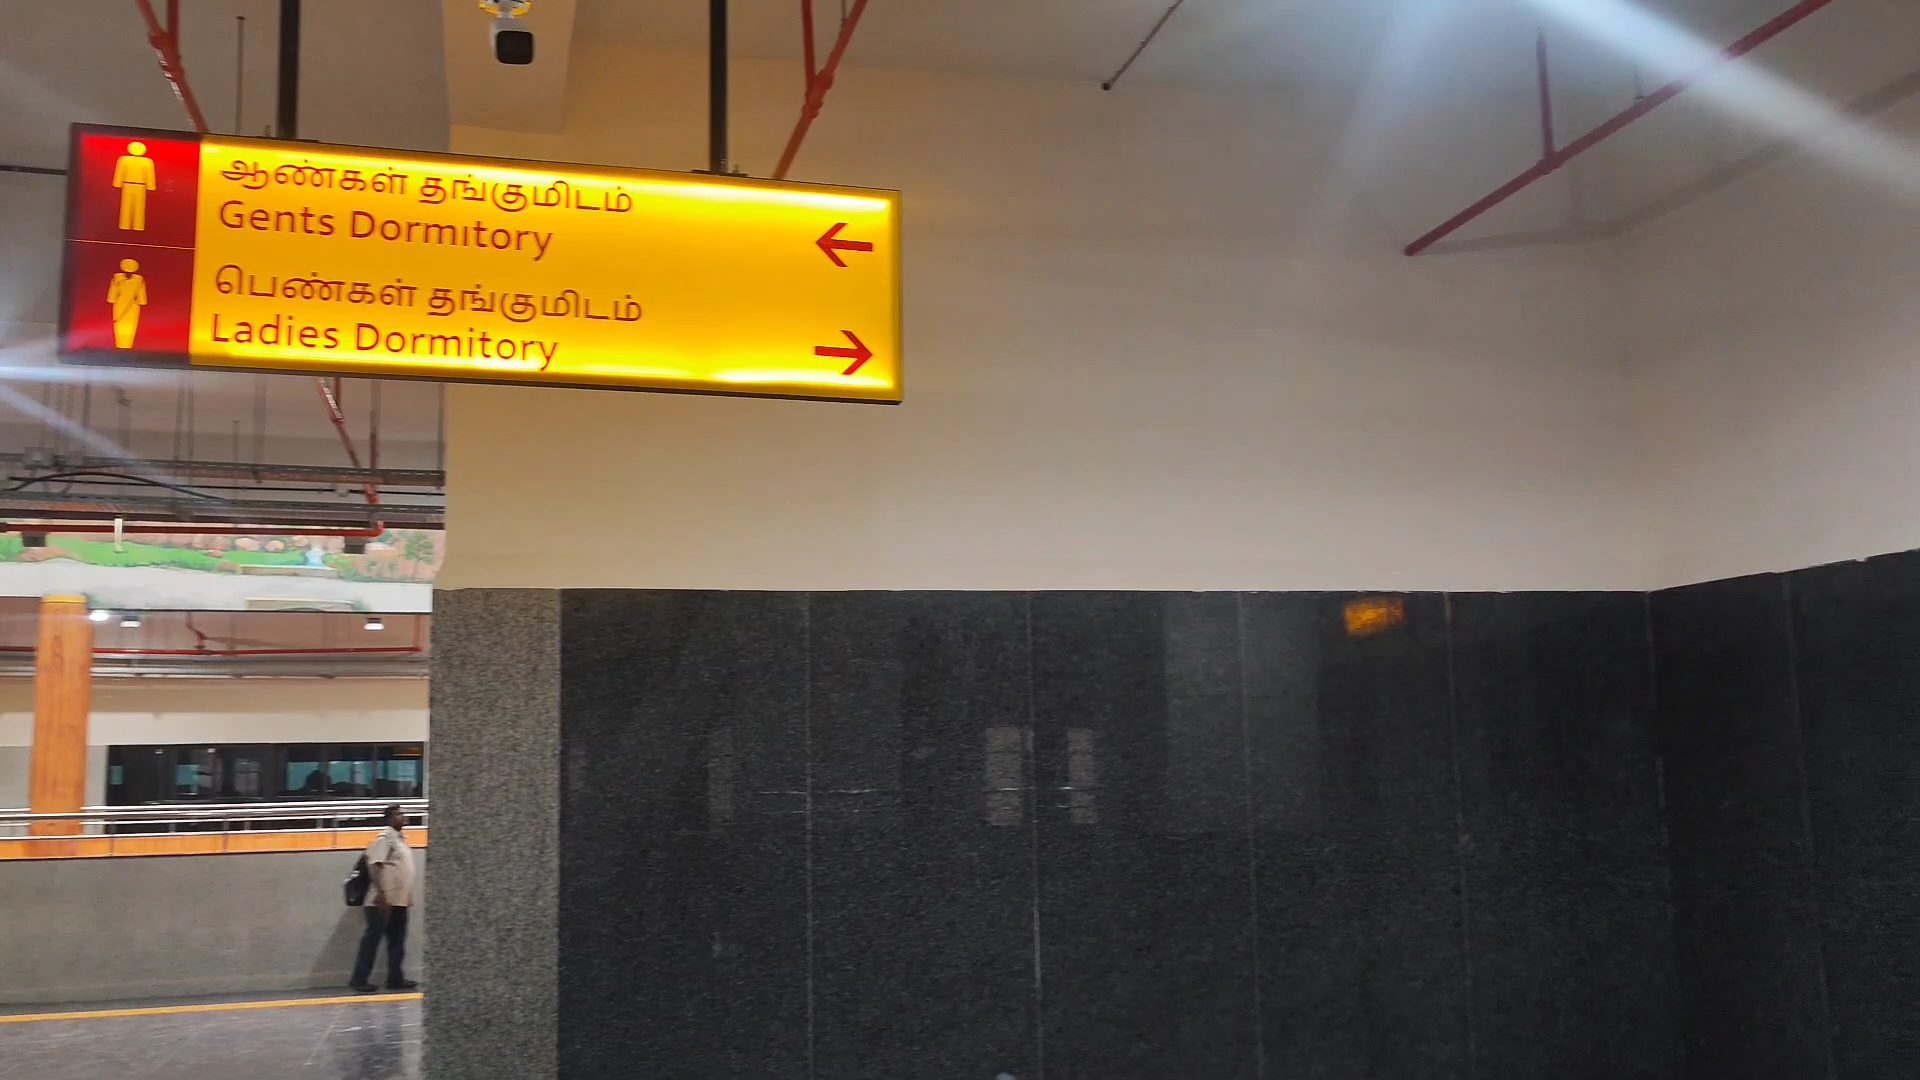 ஆண்கள் தங்குமிடம்
Gents Dormitory
பெண்கள் தங்குமிடம்
Ladies Dormitory